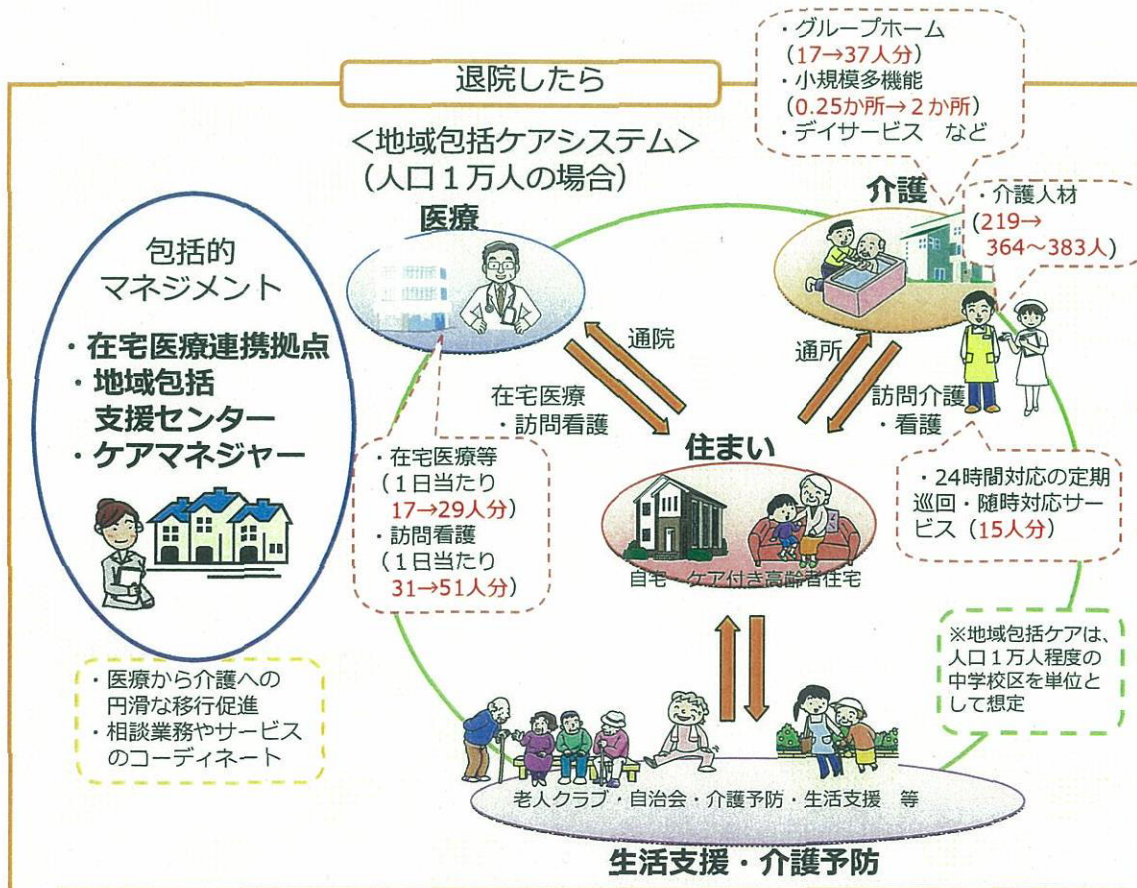 退院したら
<地域包括ケアシステム>
(人口１万人の場合)
・グループホーム
(17→37人分)
・小規模多機能
(0.25か所→２か所)
・デイサービス　など
介護
・介護人材
(219→
364～383人)
医療
包括的
マネジメント
・在宅医療連携拠点
・地域包括
支援センター
・ケアマネジャー
通院
通所
在宅医療
・訪問看護
訪問介護
・看護
住まい
・在宅医療等
(１日当たり
17→29人分)
・訪問看護
(１日当たり
31→51人分)
・24時間対応の定期
巡回・随時対応サー
ビス (15人分)
自宅・ケア付き高齢者住宅
※地域包括ケアは、
人口１万人程度の
中学校区を単位と
して想定
・医療から介護への
円滑な移行促進
・相談業務やサービス
のコーディネート
老人クラブ・自治会・介護予防・生活支援　等
生活支援・介護予防